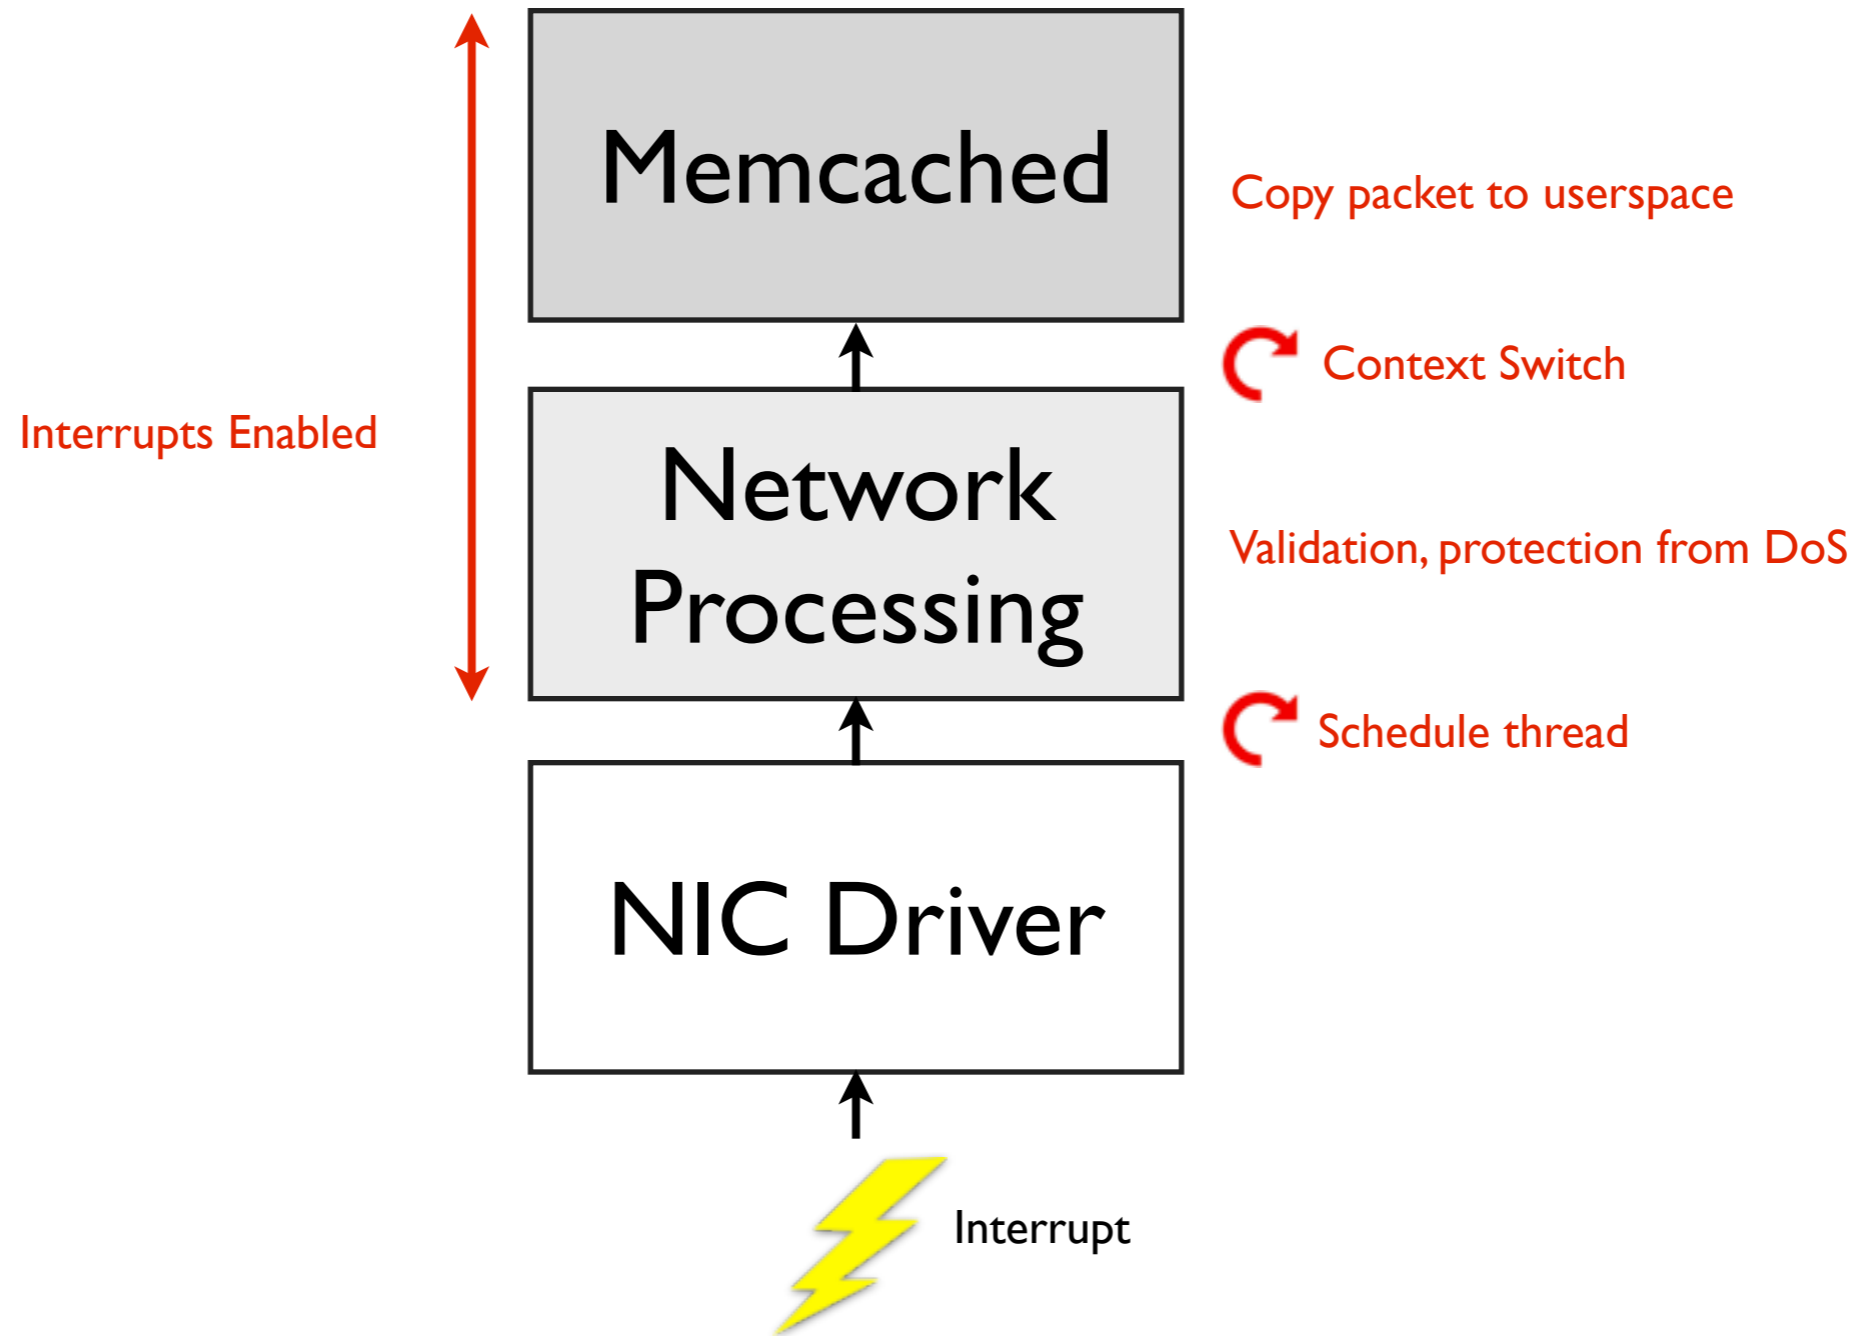 Memcached
Copy packet to userspace
Context Switch
Interrupts Enabled
Network
Processing
Validation, protection from DoS
Schedule thread
NIC Driver
Interrupt